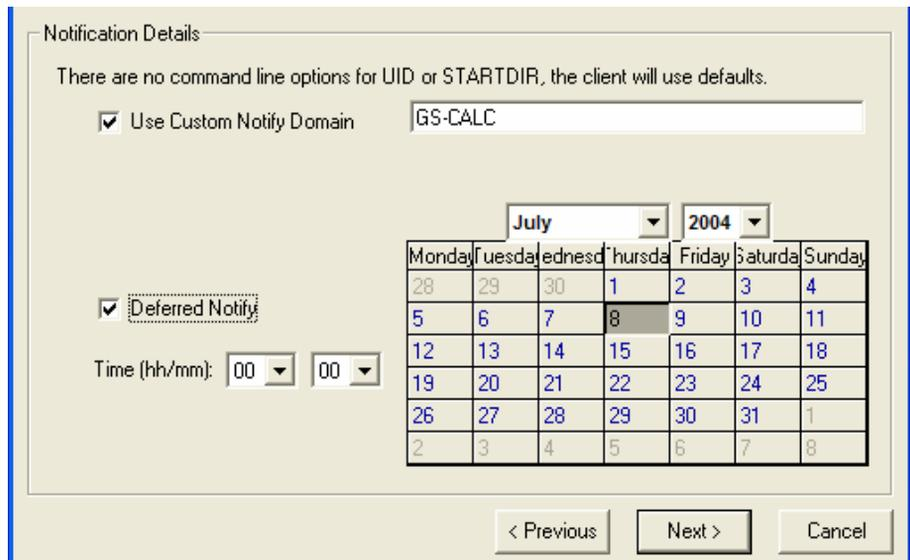 Notification Details
There are no command line options for UID or STARTDIR, the client will use defaults.
Use Custom Notify Domain GS-CALC
July 2004
Monday Tuesda ednesd hursda Friday Saturda Sunday
28 29 30 1 2 3 4
Deferred Notify
5 6 7 8 9 10 11
12 13 14 15 16 17 18
Time (hh/mm): 00 00
19 20 21 22 23 24 25
26 27 28 29 30 31 1
2 3 4 5 6 7 8
< Previous Next > Cancel